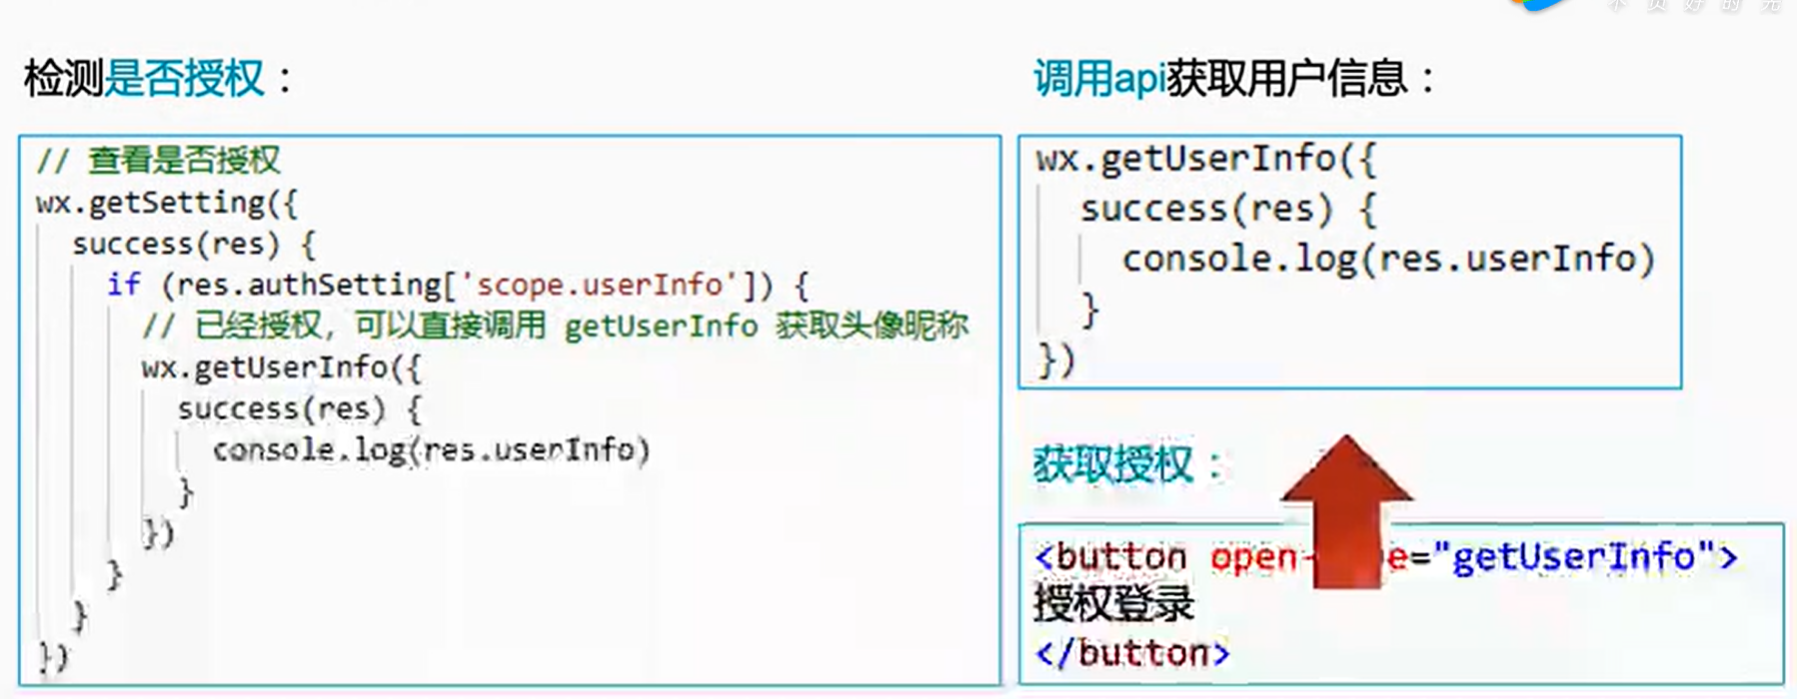 检测是否授权：
// 查看是否授权
wx.getSetting({
success(res) {
if (res.authSetting['scope.userInfo']) {
// 已经授权，可以直接调用 getUserInfo 获取头像昵称
wx.getUserInfo({
success(res) {
console.log(res.userInfo)
}
})
}
}
})
调用api获取用户信息：
wx.getUserInfo({
success(res) {
console.log(res.userInfo)
}
})
获取授权：
<button open- e="getUserInfo">
授权登录
</button>